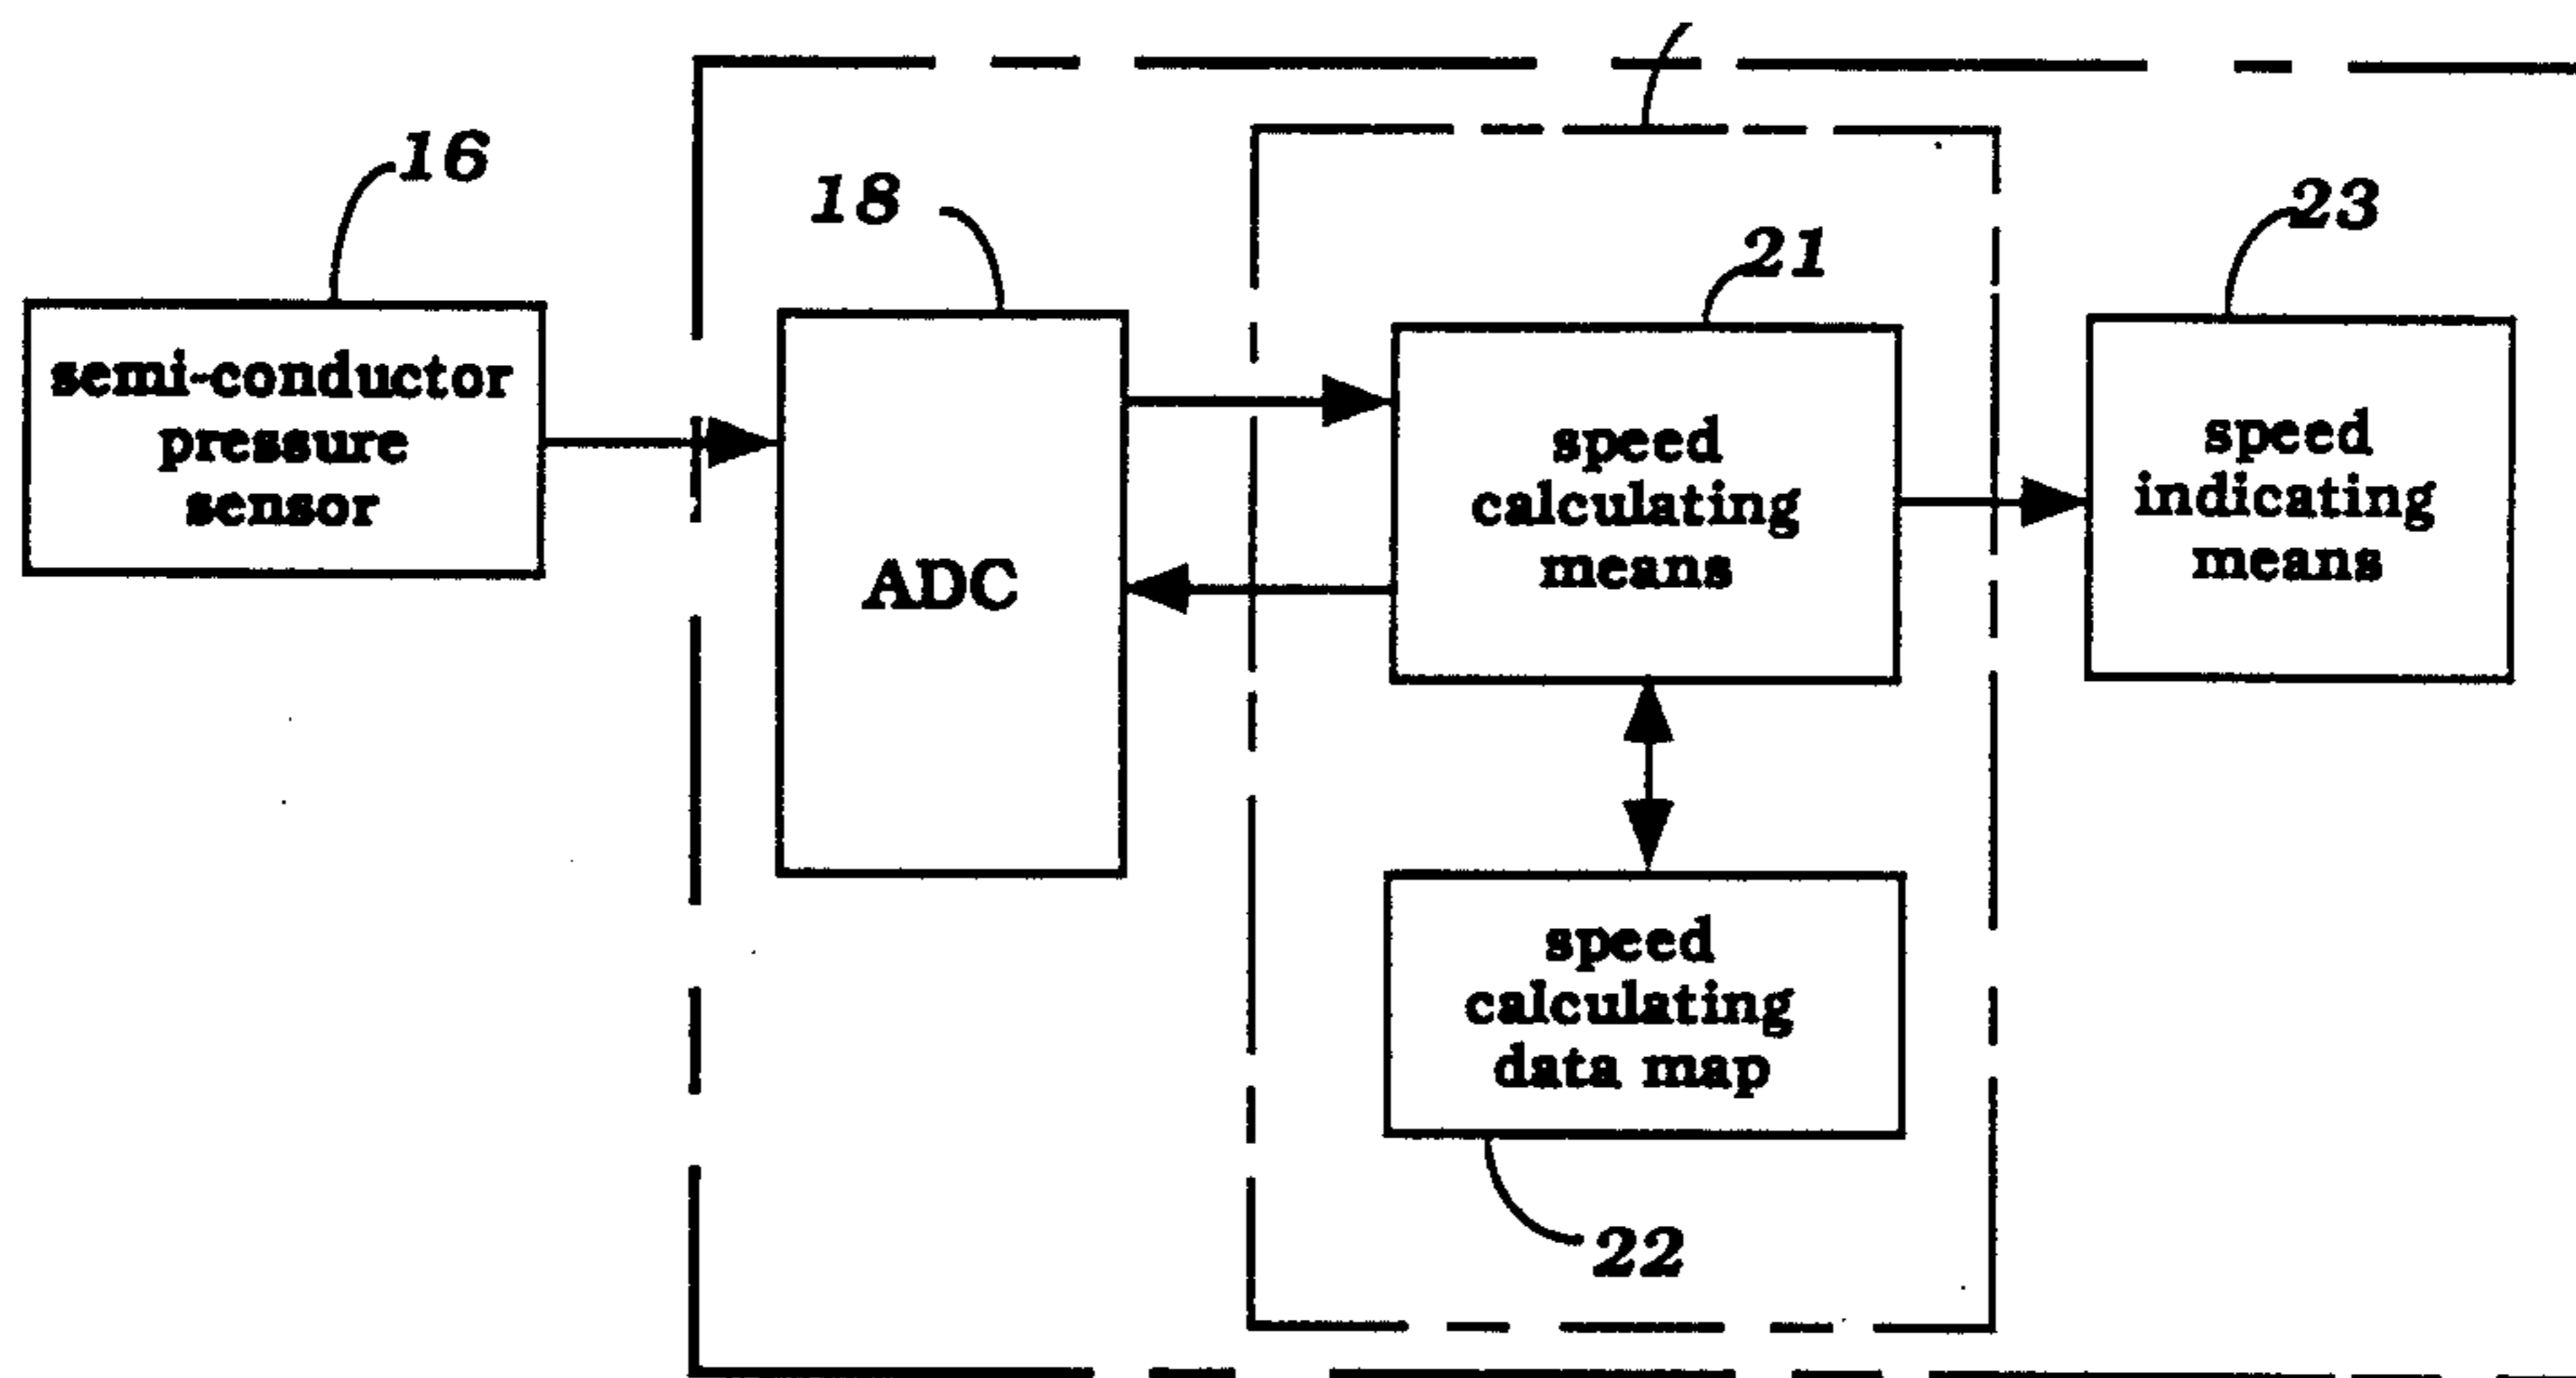 16
semi-conductor
pressure
sensor
18
ADC
21
speed
calculating
means
23
speed
indicating
means
speed
calculating
data map
22